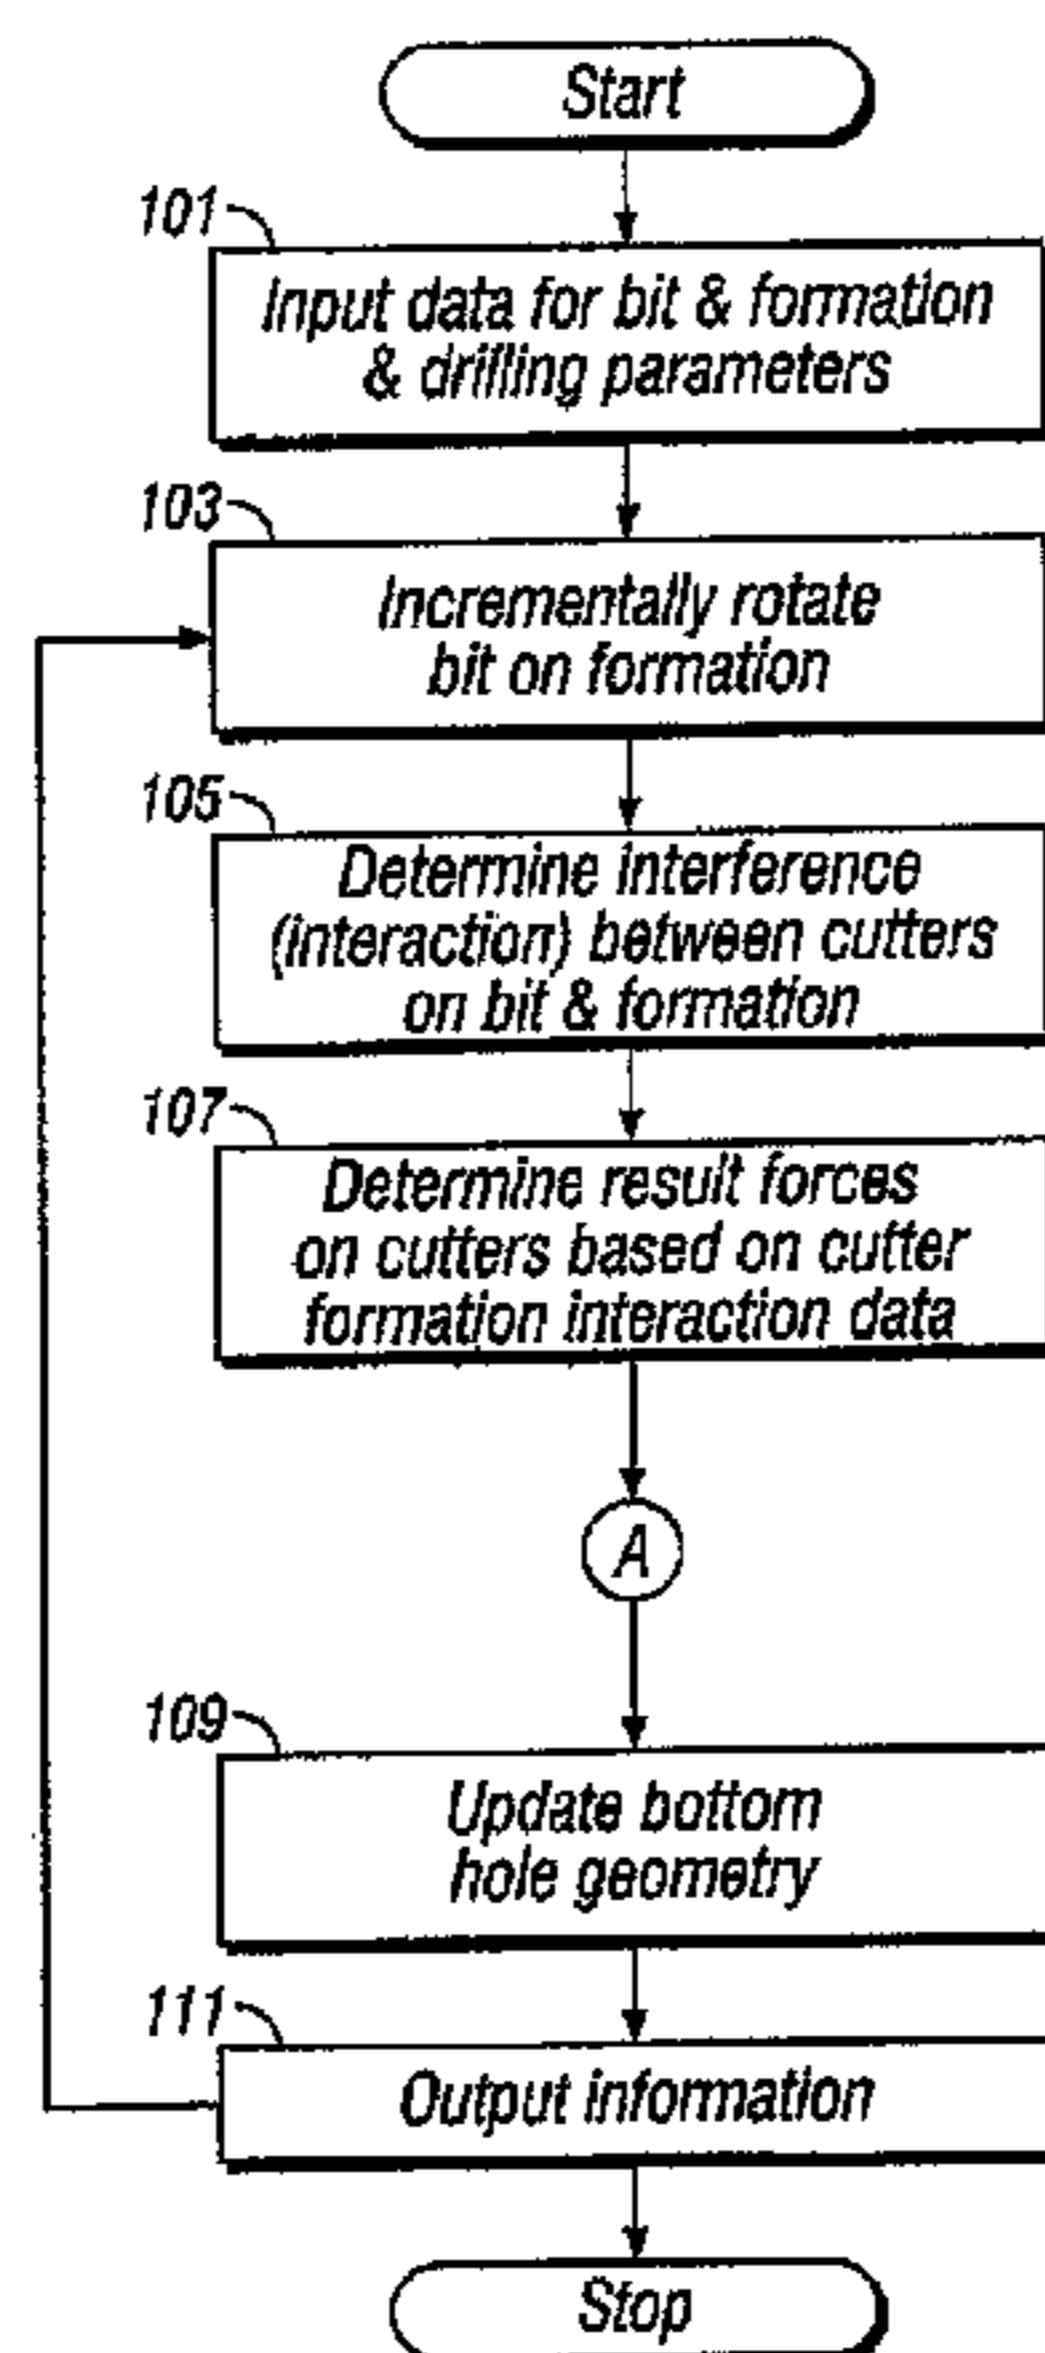 Start
101
Input data for bit & formation
& drilling parameters
103
Incrementally rotate
bit on formation
105
Determine interference
(interaction) between cutters
on bit & formation
107
Determine result forces
on cutters based on cutter
formation interaction data
A
109
Update bottom
hole geometry
111
Output information
Stop